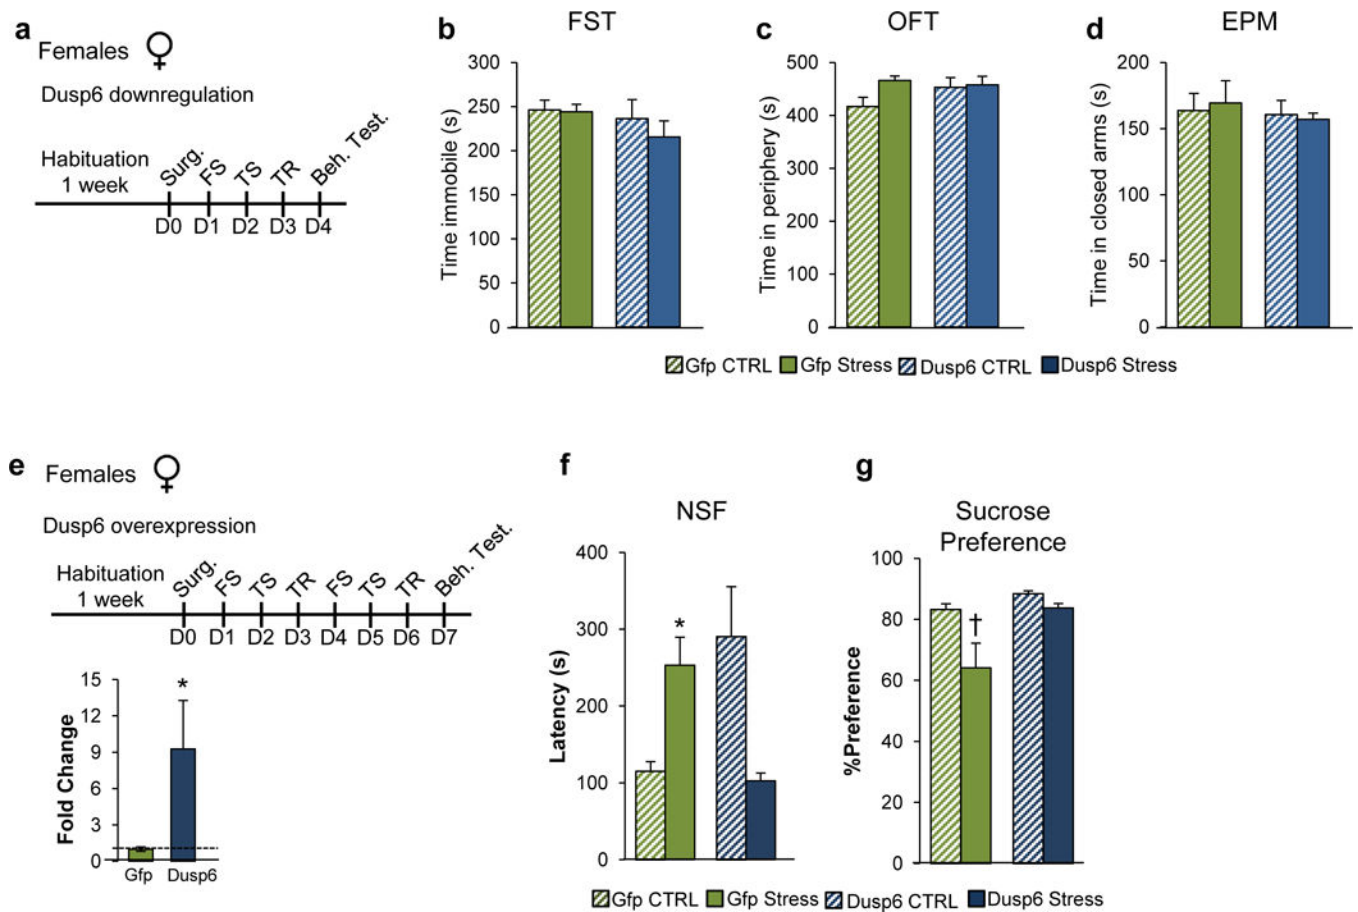 a
Females ♀
Dusp6 downregulation
Habituation
1 week
Surg.
FS
TS
TR
Beh. Test.
D0 D1 D2 D3 D4
b
FST
Time immobile (s)
300
250
200
150
100
50
0
c
OFT
Time in periphery (s)
500
400
300
400
100
0
d
EPM
Time in closed arms (s)
200
150
100
50
0
Gfp CTRL Gfp Stress Dusp6 CTRL Dusp6 Stress
e
Females ♀
Dusp6 overexpression
Habituation
1 week
Surg.
FS
TS
TR
FS
TS
TR
Beh. Test.
D0 D1 D2 D3 D4 D5 D6 D7
Fold Change
15
12
9
6
3
0
*
Gfp Dusp6
f
NSF
Latency (s)
400
300
200
100
0
*
g
Sucrose
Preference
%Preference
100
80
60
40
20
0
†
Gfp CTRL Gfp Stress Dusp6 CTRL Dusp6 Stress